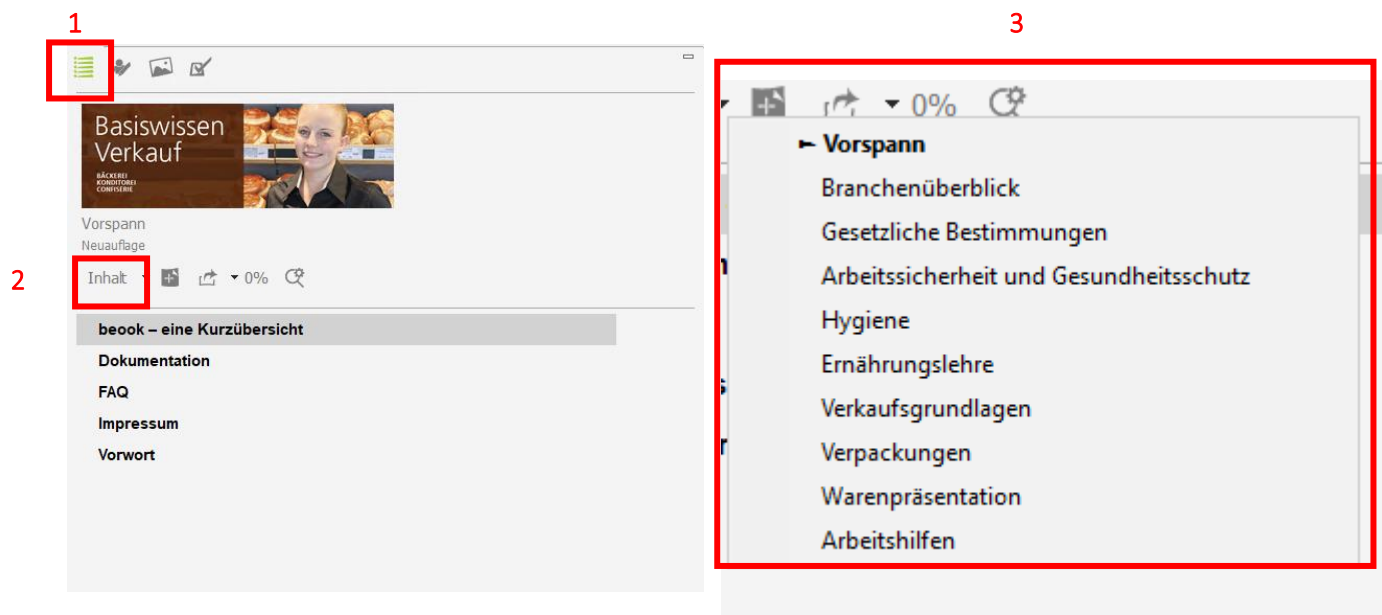 1
3
Basiswissen
Verkauf
BÄCKEREI
KONDITOREI
CONFISERIE
Vorspann
Neuauflage
2
Inhalt
0%
beook – eine Kurzübersicht
Dokumentation
FAQ
Impressum
Vorwort
0%
Vorspann
Branchenüberblick
Gesetzliche Bestimmungen
Arbeitssicherheit und Gesundheitsschutz
Hygiene
Ernährungslehre
Verkaufsgrundlagen
Verpackungen
Warenpräsentation
Arbeitshilfen